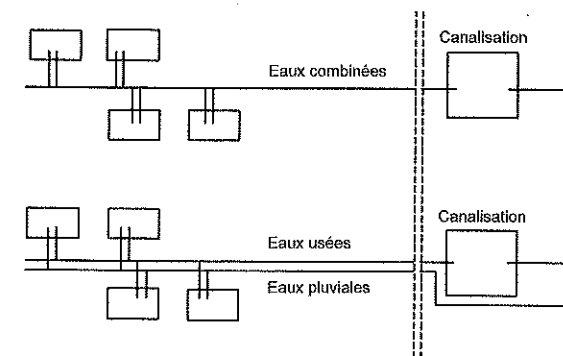 Canalisation
Eaux combinées
Canalisation
Eaux usées
Eaux pluviales